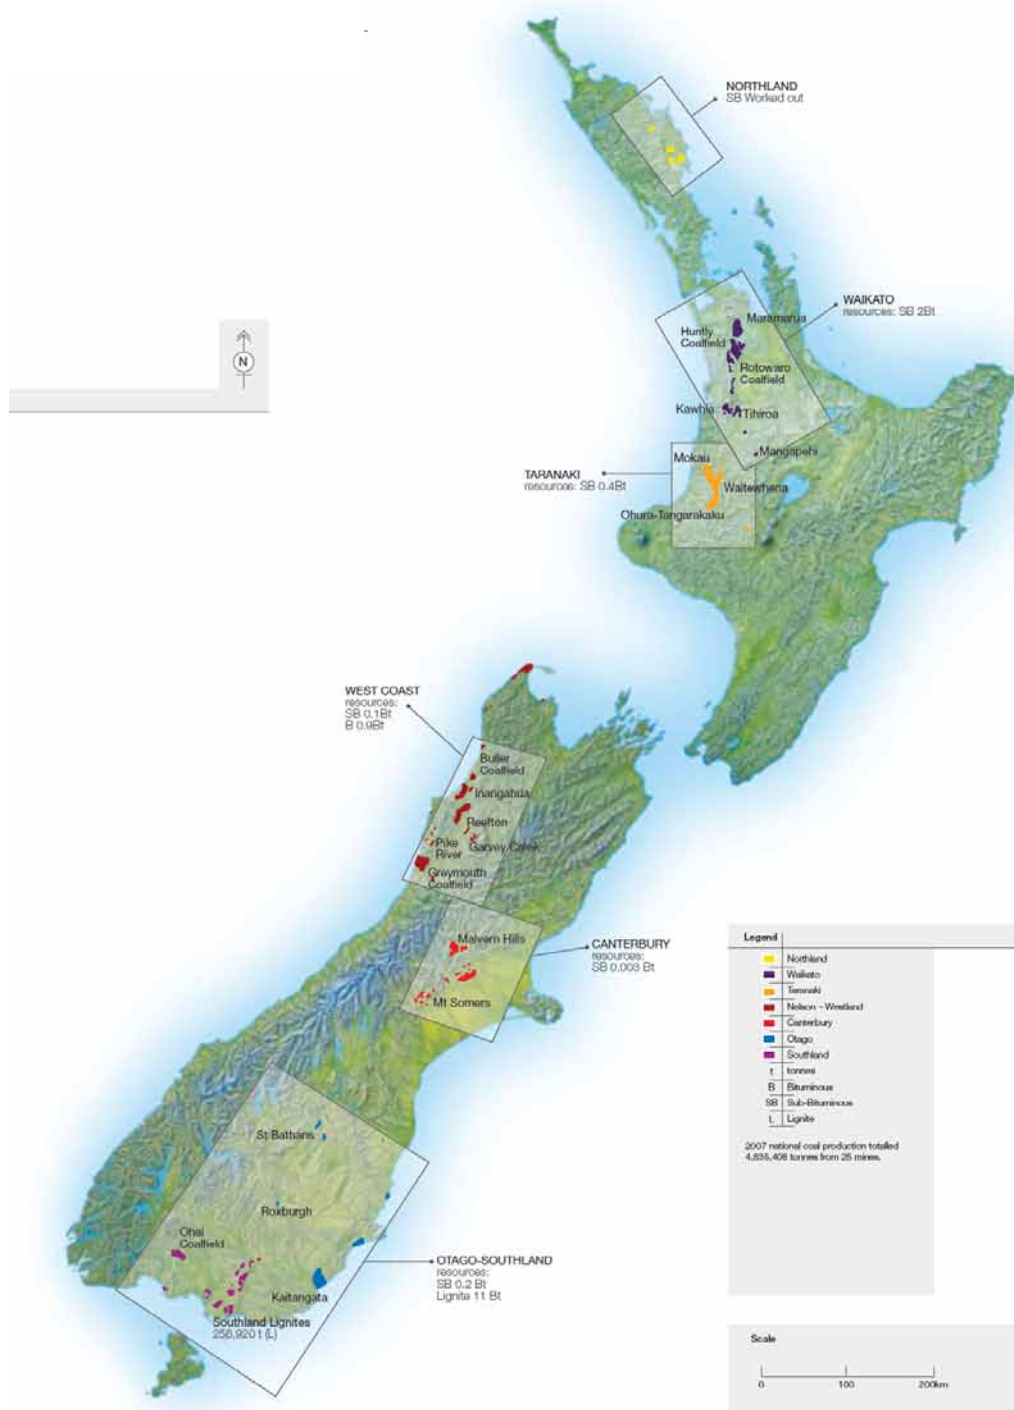 NORTHLAND
SB Worked out
WAIKATO
resources: SB 2Bt
Maramarua
Huntly
Coalfield
Rotowaro
Coalfield
Kawhia
Tihiroa
Mangapehi
Mokau
TARANAKI
resources: SB 0.4Bt
Waitewhena
Ohura-Tangarakaku
N
WEST COAST
resources:
SB 0.1Bt
B 0.9Bt
Buller
Coalfield
Inangahua
Reefton
Garvey Creek
Pike
River
Greymouth
Coalfield
Malvern Hills
CANTERBURY
resources:
SB 0.003 Bt
Mt Somers
St Bathans
Roxburgh
Ohai
Coalfield
OTAGO-SOUTHLAND
resources:
SB 0.2 Bt
Lignite 11 Bt
Kaitangata
Southland Lignites
256,920 t (L)
Legend
Northland
Waikato
Taranaki
Nelson – Westland
Canterbury
Otago
Southland
t tonnes
B Bituminous
SB Sub-Bituminous
L Lignite
2007 national coal production totalled
4,835,408 tonnes from 25 mines.
Scale
0 100 200km